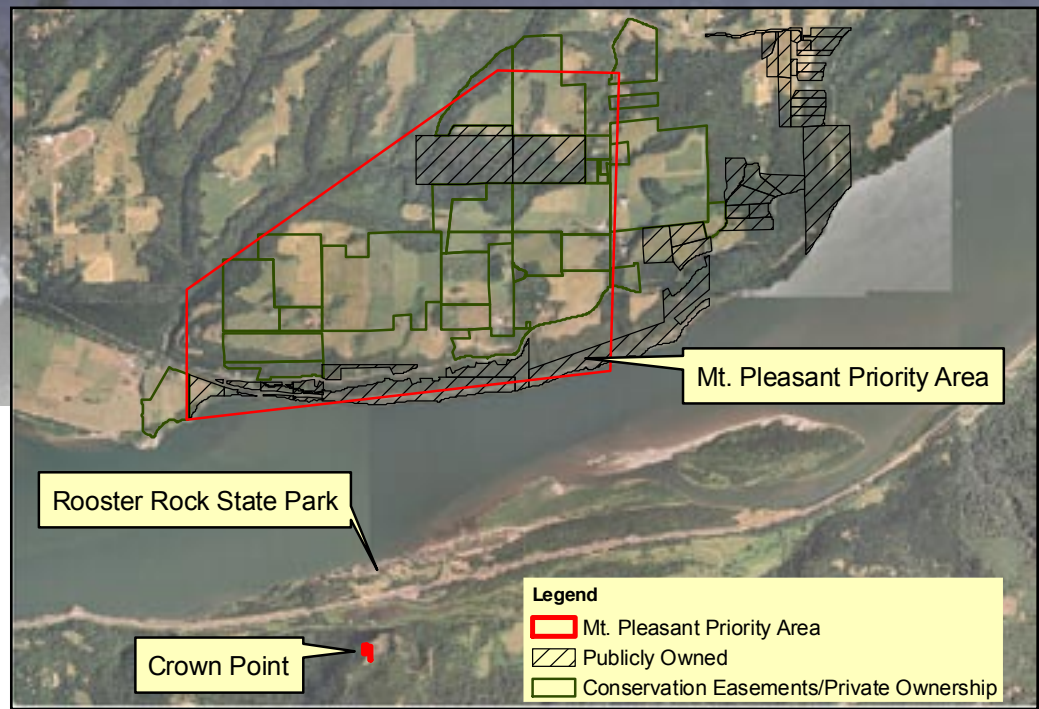 Mt. Pleasant Priority Area
Rooster Rock State Park
Crown Point
Legend
Mt. Pleasant Priority Area
Publicly Owned
Conservation Easements/Private Ownership